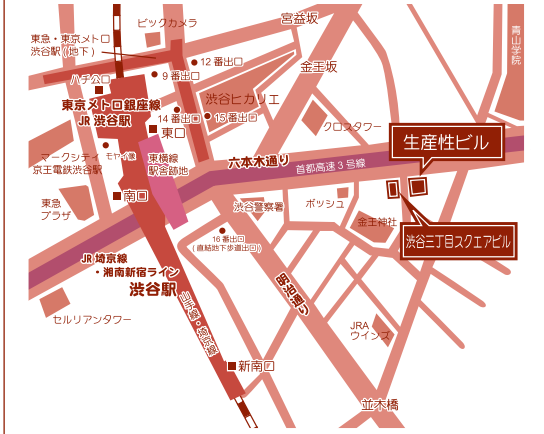 ビックカメラ
宮益坂
青山学院
東急・東京メトロ
渋谷駅(地下)
12番出口
9番出口
金王坂
ハチ公口
東京メトロ銀座線
JR 渋谷駅
渋谷ヒカリエ
14番出口
15番出口
東口
クロスタワー
生産性ビル
マークシティ
京王電鉄渋谷駅
モヤイ像
東横線
駅舎跡地
六本木通り
首都高速3号線
東急
プラザ
南口
渋谷警察署
ボッシュ
金王神社
渋谷三丁目スクエアビル
16番出口
(直結地下歩道出口)
JR 埼京線
・湘南新宿ライン
渋谷駅
明治通り
セルリアンタワー
JRA
ウインズ
新南口
並木橋